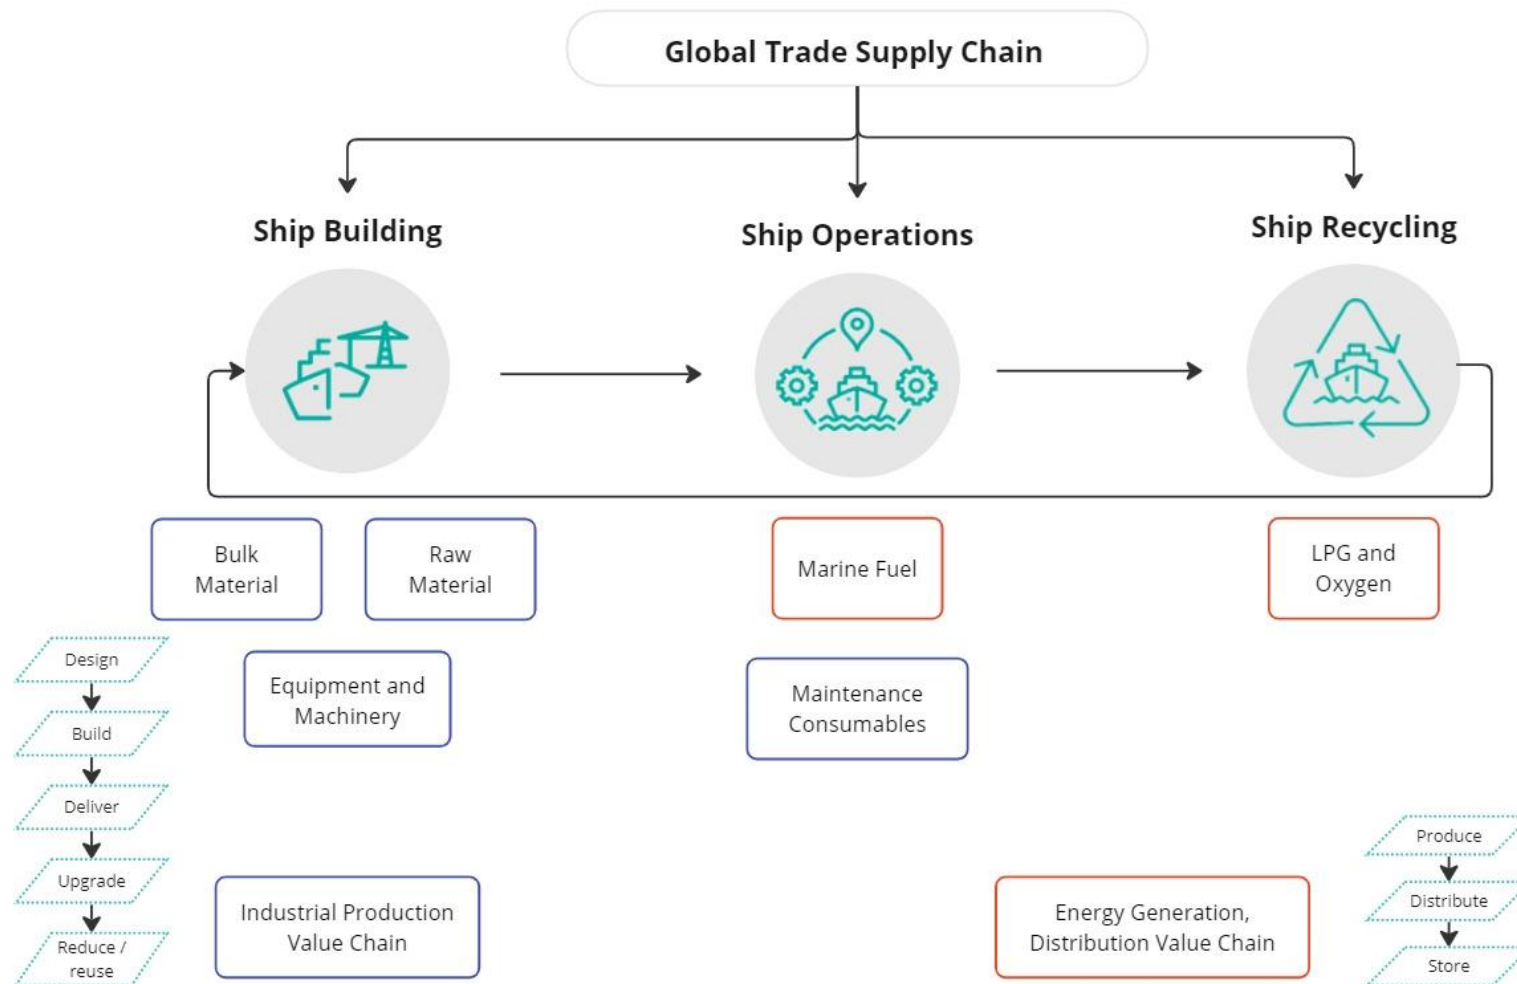 Global Trade Supply Chain
Ship Building
Ship Operations
Ship Recycling
Bulk
Material
Raw
Material
Marine Fuel
LPG and
Oxygen
Equipment and
Machinery
Maintenance
Consumables
Design
Build
Deliver
Upgrade
Reduce /
reuse
Industrial Production
Value Chain
Energy Generation,
Distribution Value Chain
Produce
Distribute
Store